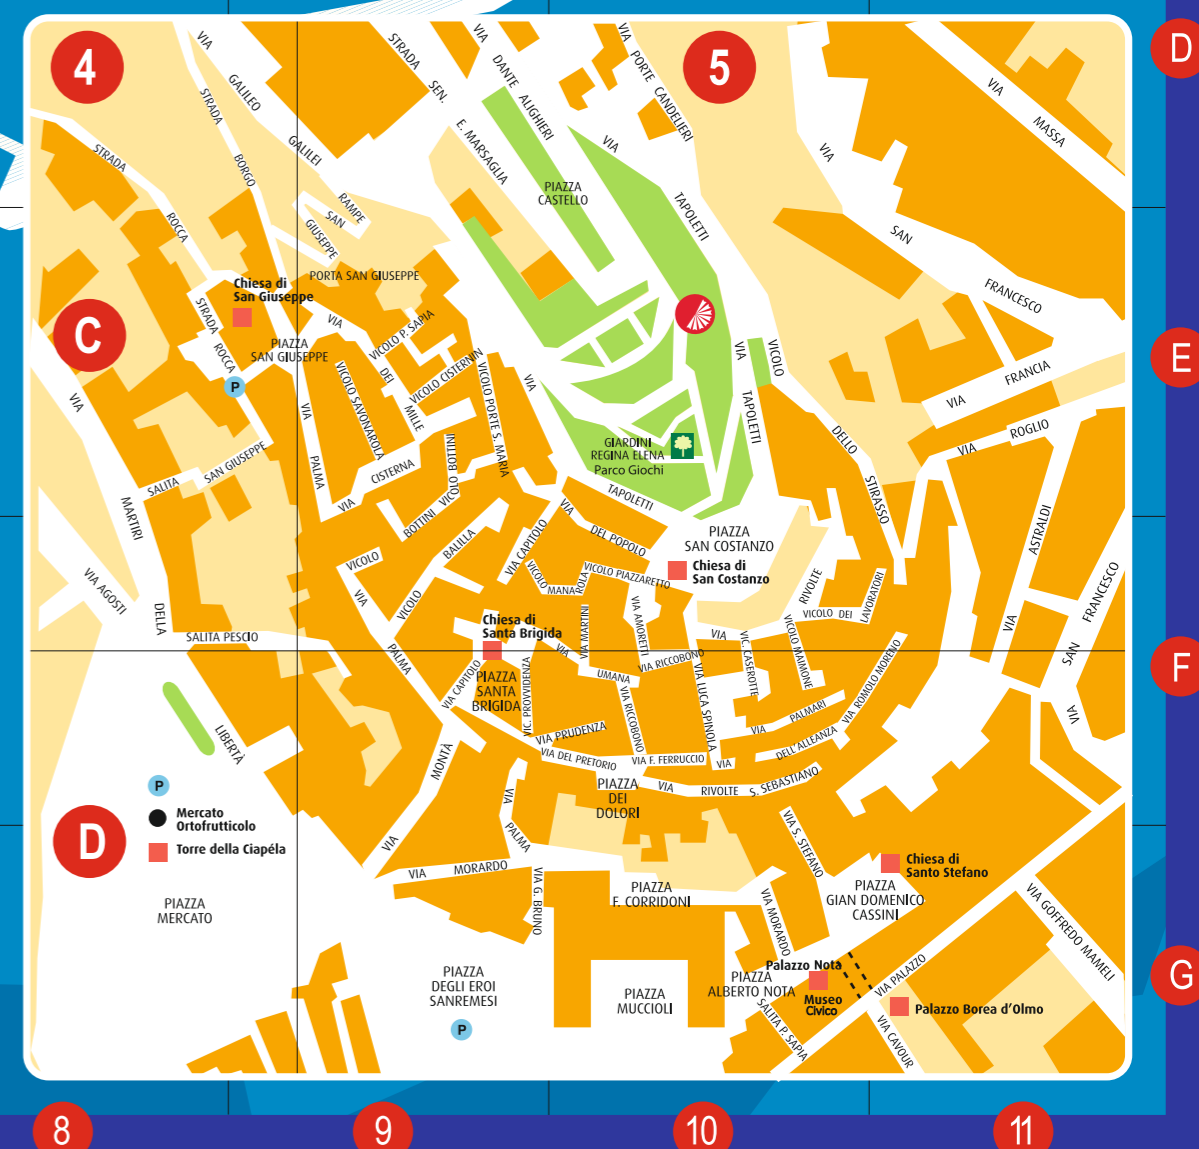 4
5
D
C
E
D
F
G
8
9
10
11
VIA
GALILEO
GALILEI
STRADA
BORGO
STRADA
ROCCA
RAMPE
SAN
GIUSEPPE
STRADA
SEN.
E. MARSAGLIA
VIA
DANTE
ALIGHIERI
VIA
PORTE
CANDELIERI
VIA
TAPOLETTI
VIA
SAN
FRANCESCO
VIA
MASSA
PIAZZA
CASTELLO
PORTA SAN GIUSEPPE
Chiesa di
San Giuseppe
STRADA
ROCCA
PIAZZA
SAN GIUSEPPE
P
VIA
DEI
MILLE
VICOLO P. SAPIA
VICOLO CISTERNIN
VICOLO SAVONAROLA
VICOLO PORTE S. MARIA
VIA
TAPOLETTI
VIA
TAPOLETTI
VICOLO
DELLO
STIRASSO
VIA
FRANCIA
VIA
ROGLIO
VIA
MARTIRI
DELLA
LIBERTÀ
SALITA
SAN GIUSEPPE
VIA
PALMA
VIA
CISTERNA
VICOLO
BOTTINI
BOTTINI
VICOLO
GIARDINI
REGINA ELENA
Parco Giochi
VIA AGOSTI
VICOLO
BALILLA
VICOLO
VIA
PALMA
VIA CAPITOLO
VIA
DEL POPOLO
PIAZZA
SAN COSTANZO
Chiesa di
San Costanzo
VICOLO
MANAROLA
VICOLO PIAZZARETTO
VIA MARTINI
VIA AMORETTI
RIVOLTE
VICOLO DEI
LAVORATORI
VIA
ASTRALDI
VIA
SAN
FRANCESCO
SALITA PESCIO
Chiesa di
Santa Brigida
VIA CAPITOLO
PIAZZA
SANTA
BRIGIDA
VIC. PROVVIDENZA
VIA
UMANA
VIA RICCOBONO
VIA RICCOBONO
VIA LUCA SPINOLA
VIA
VIC. CASEROTTE
VICOLO MAIMONE
VIA
PALMARI
VIA ROMOLO MORENO
VIA
DELL'ALLEANZA
VIA PRUDENZA
VIA DEL PRETORIO
VIA F. FERRUCCIO
VIA
RIVOLTE
S. SEBASTIANO
PIAZZA
DEI
DOLORI
VIA
MONTÀ
VIA
PALMA
P
Mercato
Ortofrutticolo
Torre della Ciapéla
PIAZZA
MERCATO
VIA
MORARDO
VIA G. BRUNO
PIAZZA
F. CORRIDONI
VIA S. STEFANO
VIA MORARDO
Chiesa di
Santo Stefano
PIAZZA
GIAN DOMENICO
CASSINI
VIA GOFFREDO MAMELI
PIAZZA
DEGLI EROI
SANREMESI
P
PIAZZA
MUCCIOLI
PIAZZA
ALBERTO NOTA
Palazzo Nota
Museo
Civico
VIA PALAZZO
SALITA P. SAPIA
VIA CAVOUR
Palazzo Borea d'Olmo